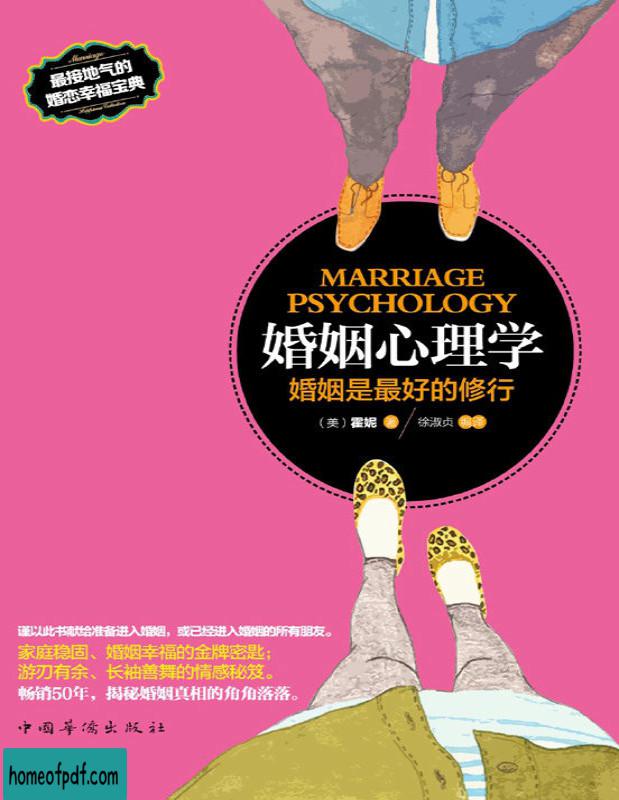 Marriage
最接地气的
婚恋幸福宝典
MARRIAGE
PSYCHOLOGY
婚姻心理学
婚姻是最好的修行
（美）霍妮 著 / 徐淑贞 编译
谨以此书献给准备进入婚姻，或已经进入婚姻的所有朋友。
家庭稳固、婚姻幸福的金牌密匙；
游刃有余、长袖善舞的情感秘笈。
畅销50年，揭秘婚姻真相的角角落落。
中国华侨出版社
homeofpdf.com